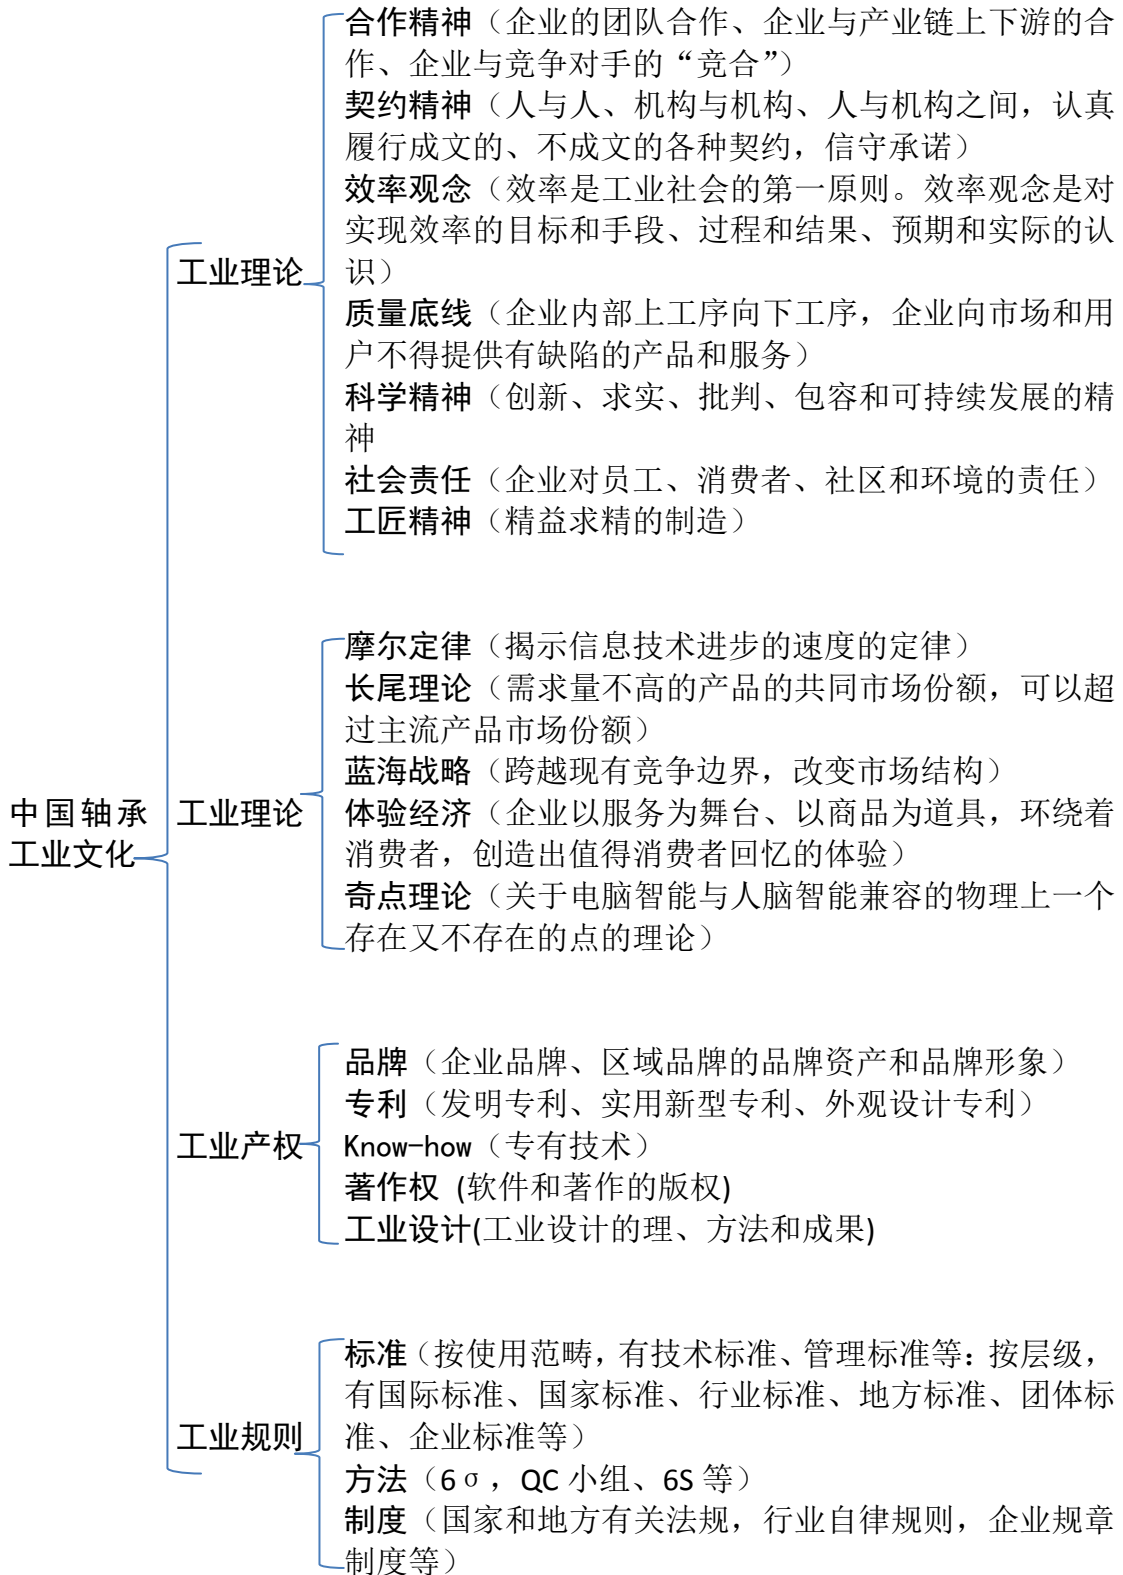 合作精神（企业的团队合作、企业与产业链上下游的合
作、企业与竞争对手的“竞合”）
契约精神（人与人、机构与机构、人与机构之间，认真
履行成文的、不成文的各种契约，信守承诺）
效率观念（效率是工业社会的第一原则。效率观念是对
实现效率的目标和手段、过程和结果、预期和实际的认
工业理论 识）
质量底线（企业内部上工序向下工序，企业向市场和用
户不得提供有缺陷的产品和服务）
科学精神（创新、求实、批判、包容和可持续发展的精
神
社会责任（企业对员工、消费者、社区和环境的责任）
工匠精神（精益求精的制造）
摩尔定律（揭示信息技术进步的速度的定律）
长尾理论（需求量不高的产品的共同市场份额，可以超
过主流产品市场份额）
蓝海战略（跨越现有竞争边界，改变市场结构）
中国轴承 工业理论 体验经济（企业以服务为舞台、以商品为道具，环绕着
工业文化 消费者，创造出值得消费者回忆的体验）
奇点理论（关于电脑智能与人脑智能兼容的物理上一个
存在又不存在的点的理论）
品牌（企业品牌、区域品牌的品牌资产和品牌形象）
专利（发明专利、实用新型专利、外观设计专利）
工业产权 Know-how（专有技术）
著作权 (软件和著作的版权)
工业设计(工业设计的理、方法和成果)
标准（按使用范畴，有技术标准、管理标准等：按层级，
有国际标准、国家标准、行业标准、地方标准、团体标
工业规则 准、企业标准等）
方法（6σ，QC 小组、6S 等）
制度（国家和地方有关法规，行业自律规则，企业规章
制度等）